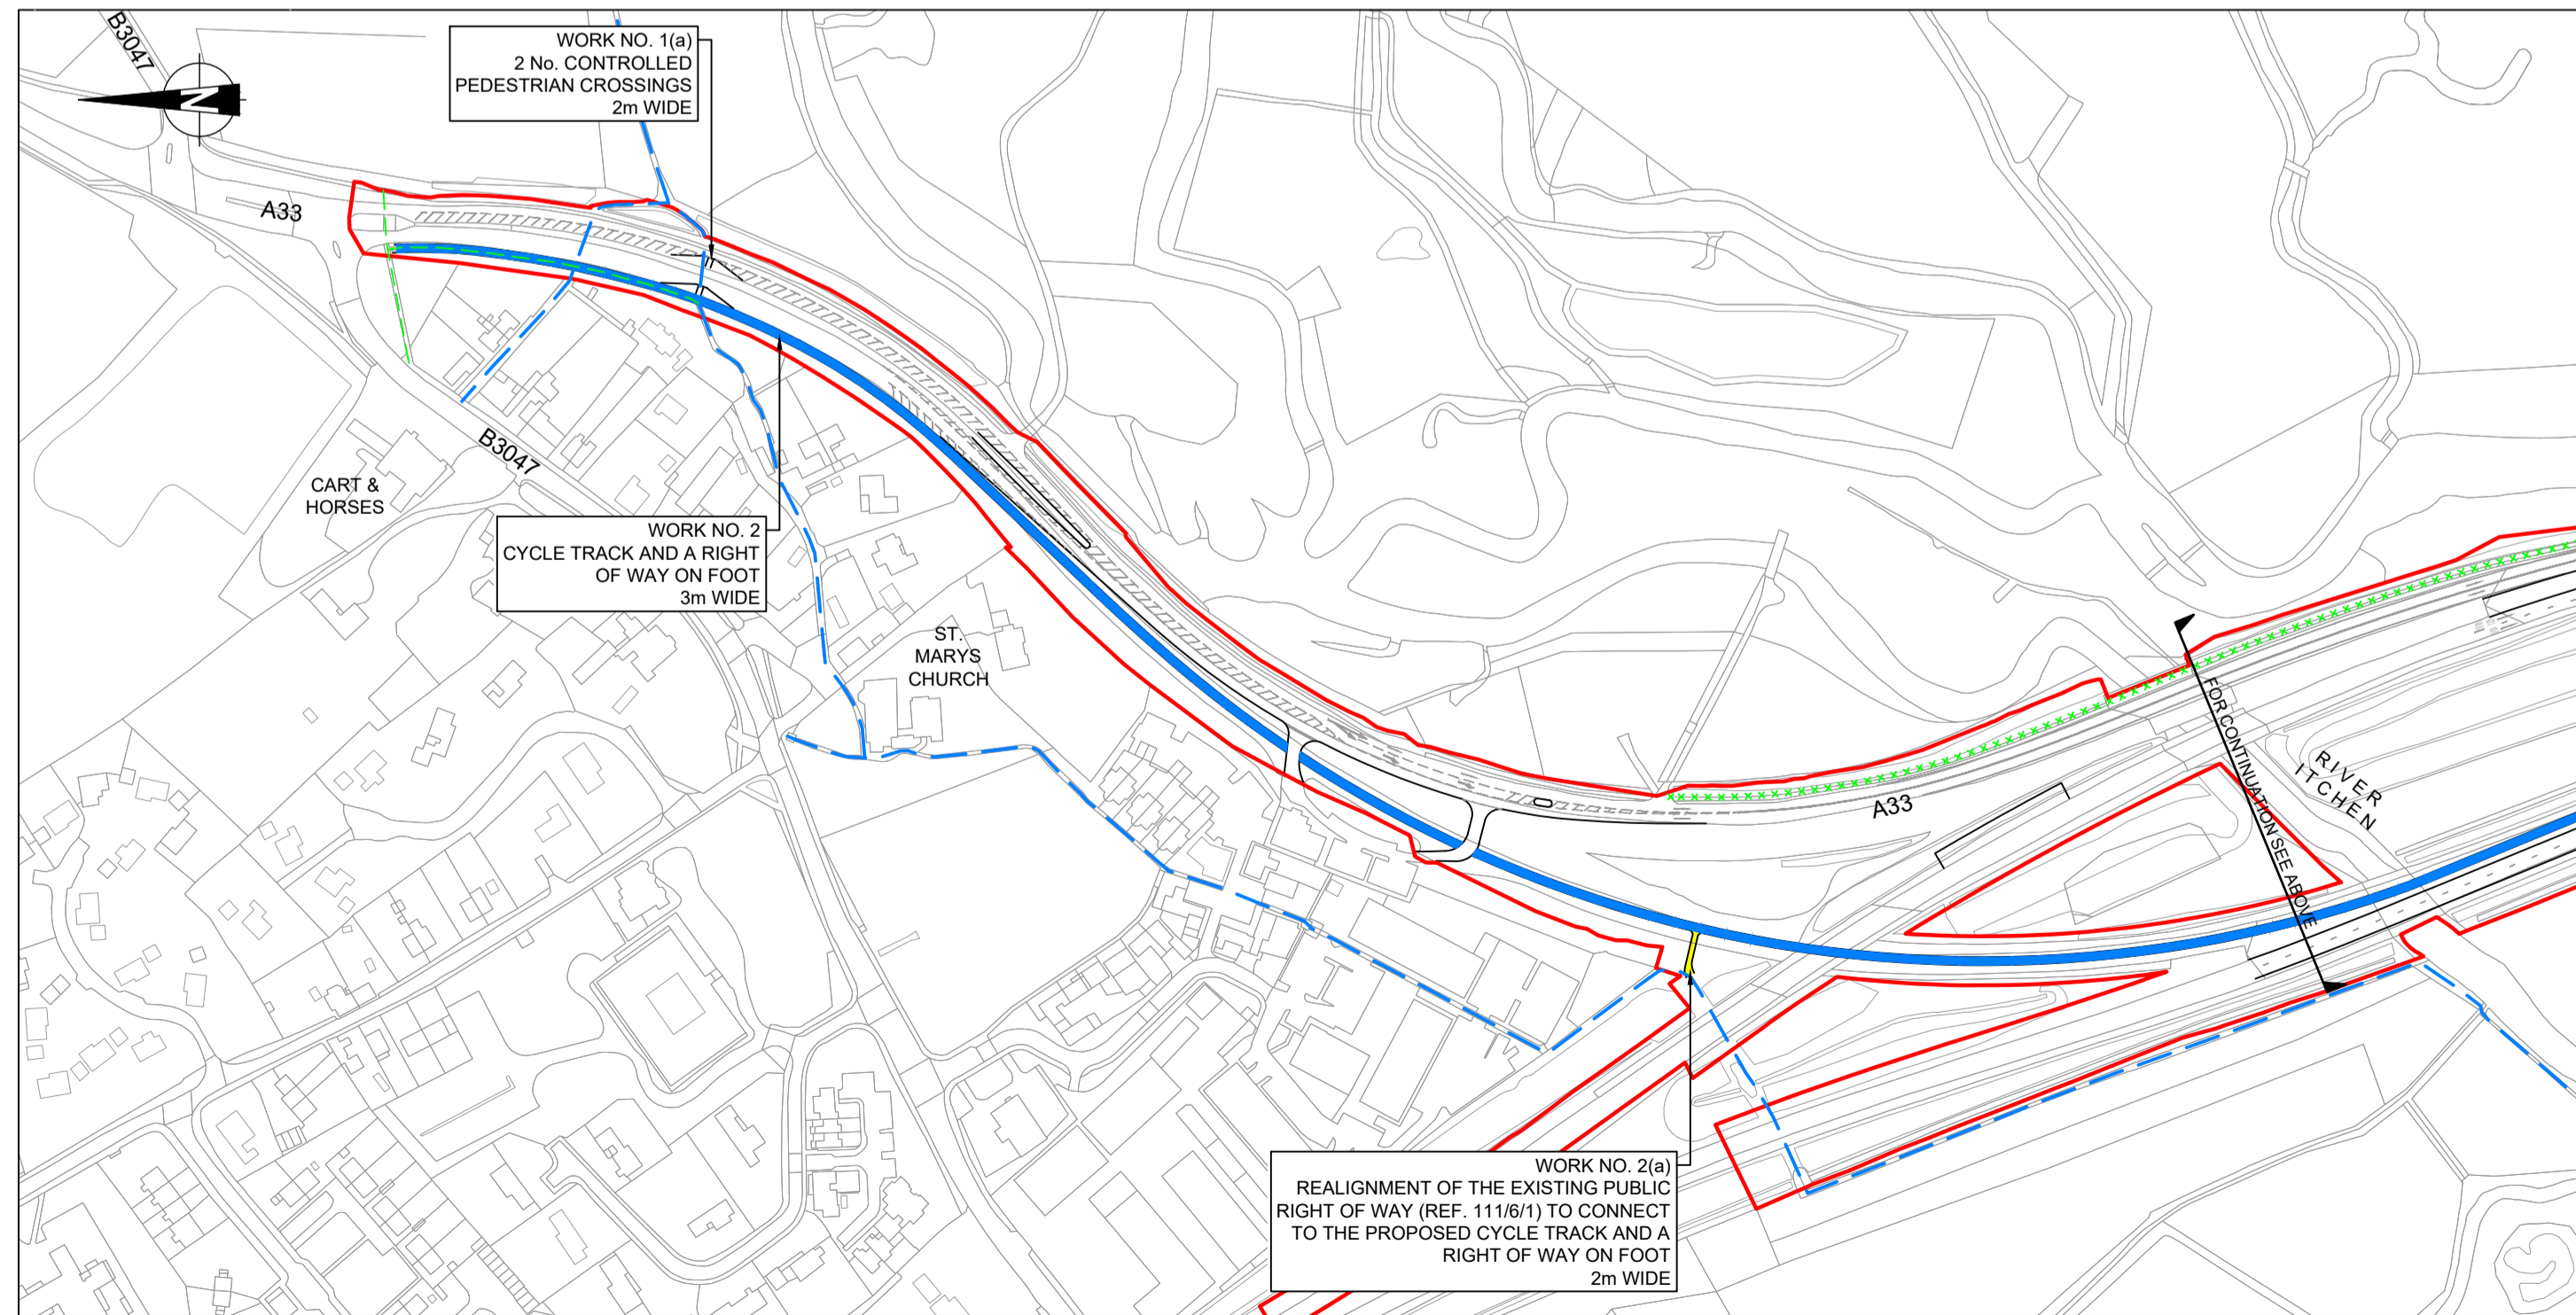 B3047
WORK NO. 1(a)
2 No. CONTROLLED
PEDESTRIAN CROSSINGS
2m WIDE
N
A33
B3047
CART &
HORSES
WORK NO. 2
CYCLE TRACK AND A RIGHT
OF WAY ON FOOT
3m WIDE
ST.
MARYS
CHURCH
FOR CONTINUATION SEE ABOVE
RIVER
ITCHEN
A33
WORK NO. 2(a)
REALIGNMENT OF THE EXISTING PUBLIC
RIGHT OF WAY (REF. 111/6/1) TO CONNECT
TO THE PROPOSED CYCLE TRACK AND A
RIGHT OF WAY ON FOOT
2m WIDE